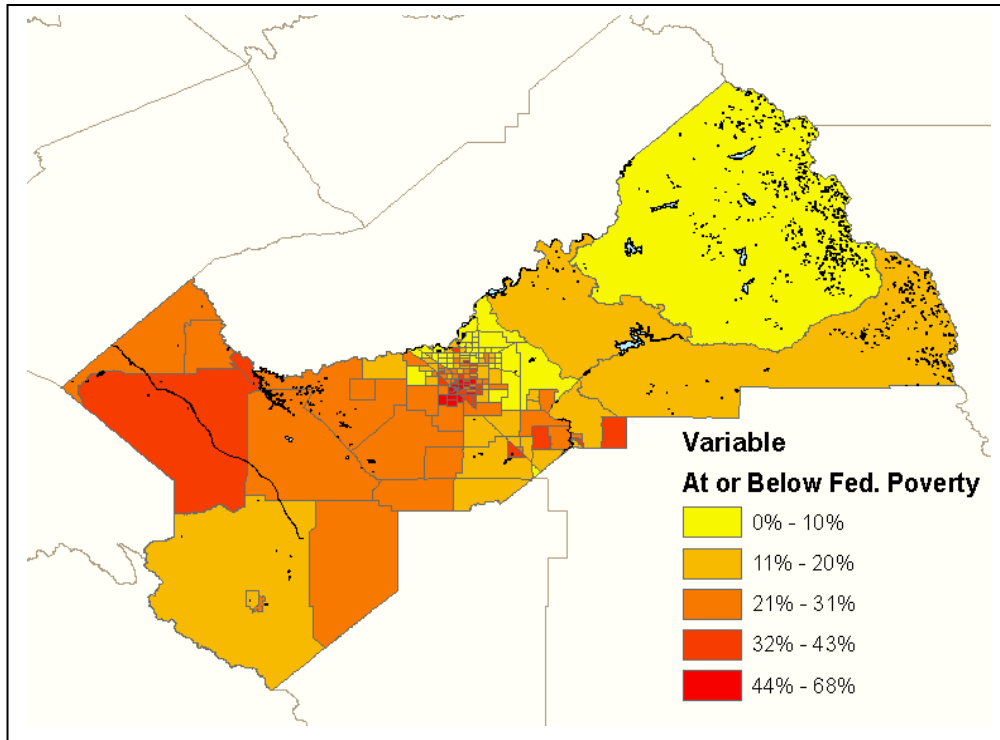 Variable
At or Below Fed. Poverty
0% - 10%
11% - 20%
21% - 31%
32% - 43%
44% - 68%